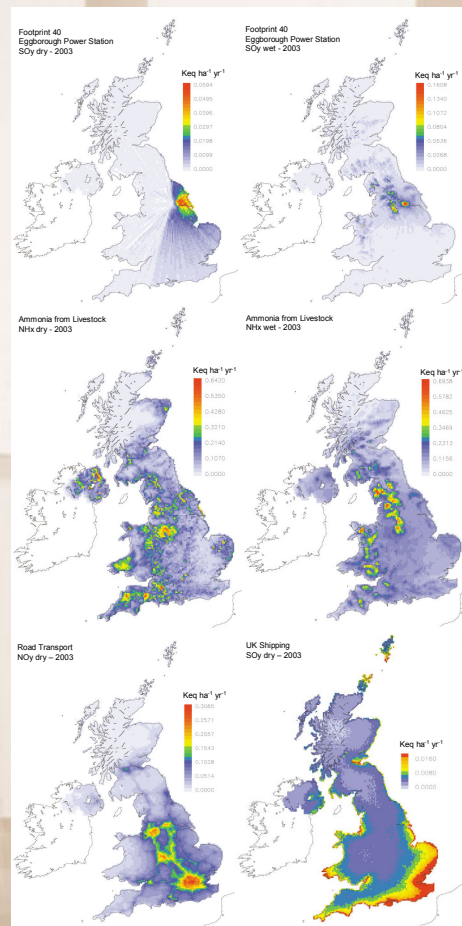 Footprint 40
Eggborough Power Station
SOy dry - 2003
Keq ha⁻¹ yr⁻¹
0.0594
0.0495
0.0396
0.0297
0.0198
0.0099
0.0000
Footprint 40
Eggborough Power Station
SOy wet - 2003
Keq ha⁻¹ yr⁻¹
0.1608
0.1340
0.1072
0.0804
0.0536
0.0268
0.0000
Ammonia from Livestock
NHx dry - 2003
Keq ha⁻¹ yr⁻¹
0.6420
0.5350
0.4280
0.3210
0.2140
0.1070
0.0000
Ammonia from Livestock
NHx wet - 2003
Keq ha⁻¹ yr⁻¹
0.6938
0.5782
0.4625
0.3469
0.2312
0.1156
0.0000
Road Transport
NOy dry – 2003
Keq ha⁻¹ yr⁻¹
0.3085
0.2571
0.2057
0.1543
0.1028
0.0514
0.0000
UK Shipping
SOy dry – 2003
Keq ha⁻¹ yr⁻¹
0.0160
0.0080
0.0000